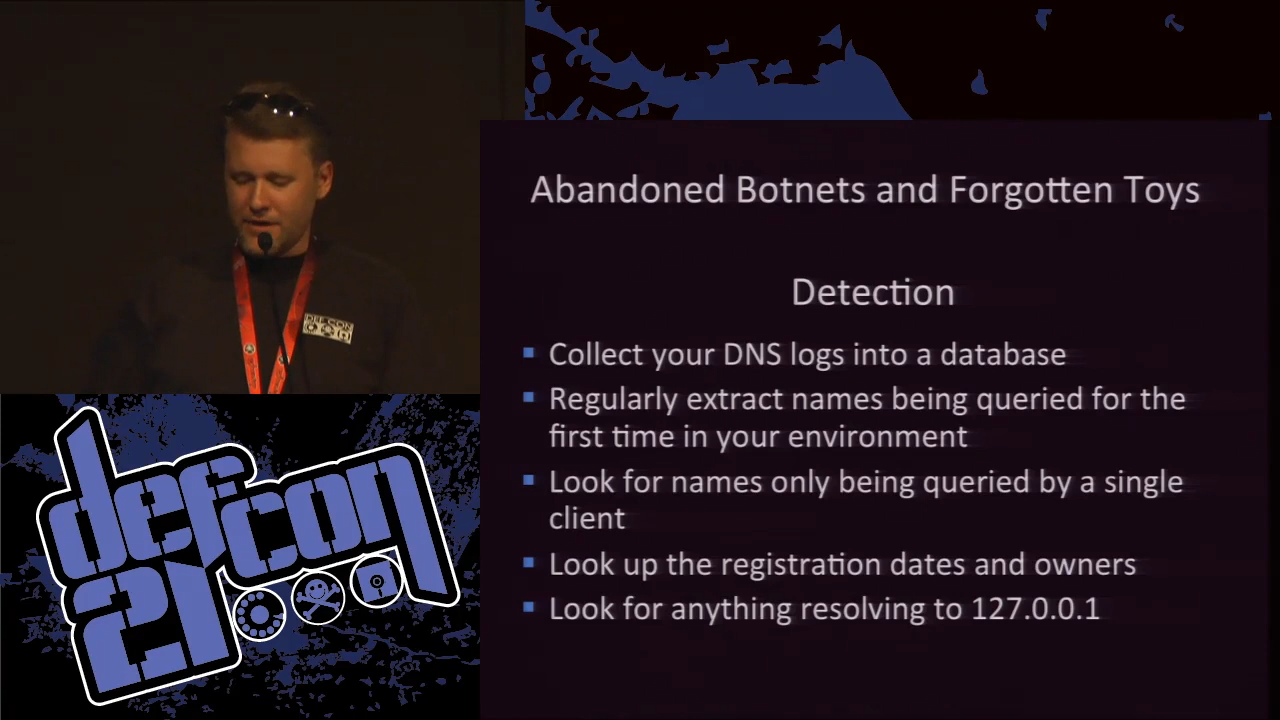 Abandoned Botnets and Forgotten Toys
Detection
Collect your DNS logs into a database
Regularly extract names being queried for the
first time in your environment
Look for names only being queried by a single
client
Look up the registration dates and owners
Look for anything resolving to 127.0.0.1
DEF CON
defcon
21